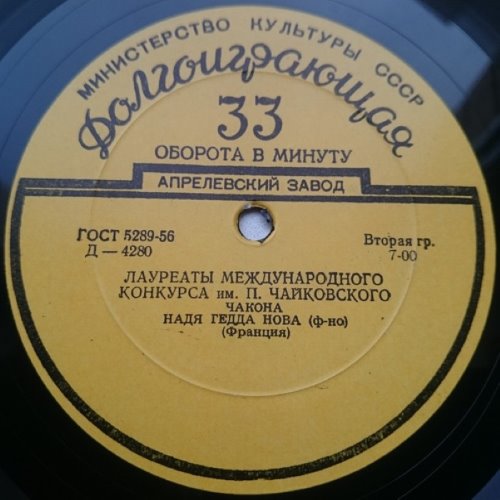 МИНИСТЕРСТВО КУЛЬТУРЫ СССР
Долгоиграющая
33
ОБОРОТА В МИНУТУ
АПРЕЛЕВСКИЙ ЗАВОД
ГОСТ 5289-56
Д — 4280
Вторая гр.
7-00
ЛАУРЕАТЫ МЕЖДУНАРОДНОГО
КОНКУРСА им. П. ЧАЙКОВСКОГО
ЧАКОНА
НАДЯ ГЕДДА НОВА (ф-но)
(Франция)